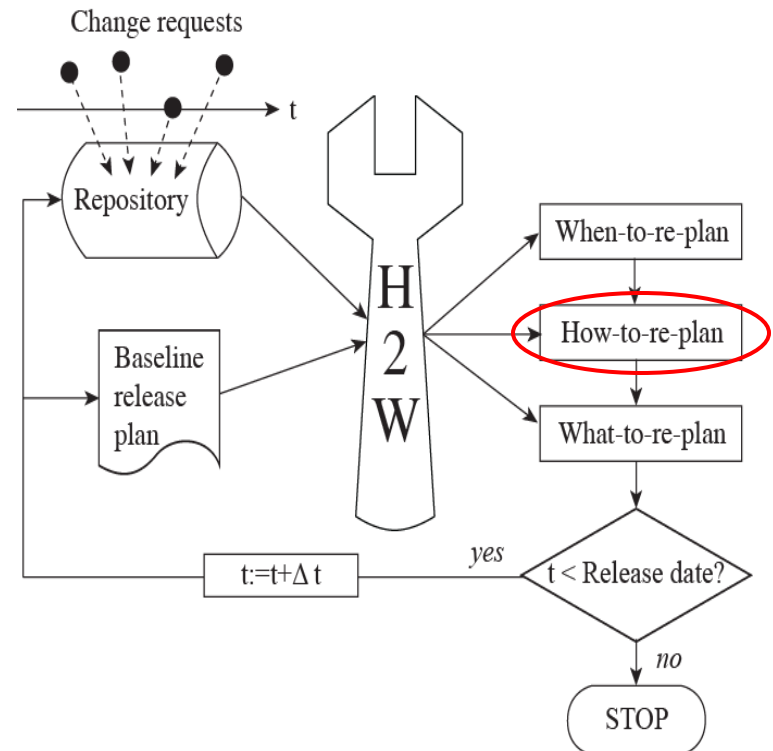 Change requests
t
Repository
When-to-re-plan
H
2
W
How-to-re-plan
Baseline
release
plan
What-to-re-plan
yes
t:=t+Δ t
t < Release date?
no
STOP